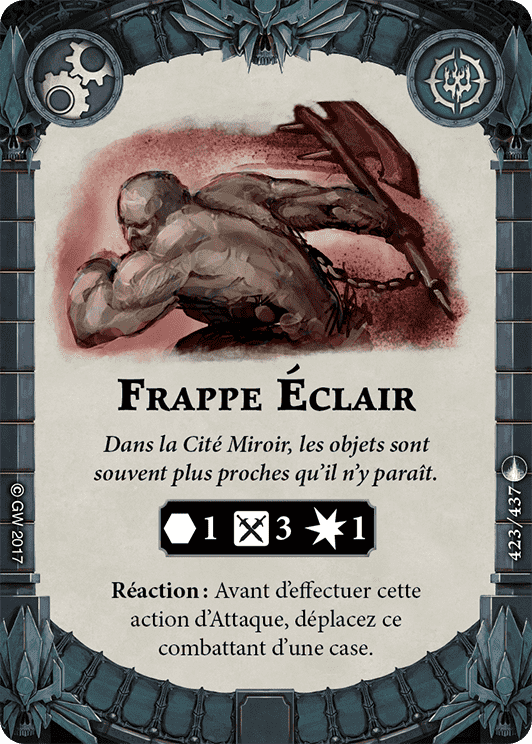 Frappe Éclair
Dans la Cité Miroir, les objets sont
souvent plus proches qu'il n'y paraît.
1 3 1
Réaction : Avant d'effectuer cette
action d'Attaque, déplacez ce
combattant d'une case.
© GW 2017
423/437